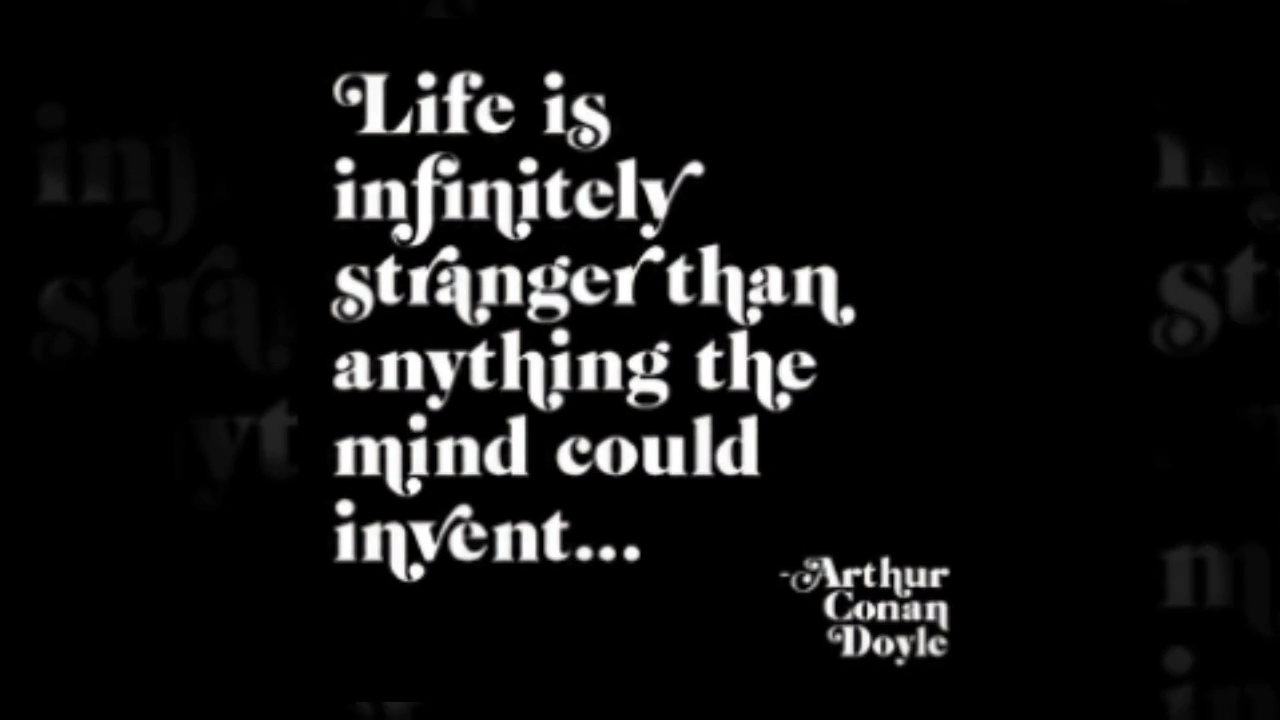 Life is
infinitely
stranger than
anything the
mind could
invent...
-Arthur
Conan
Doyle